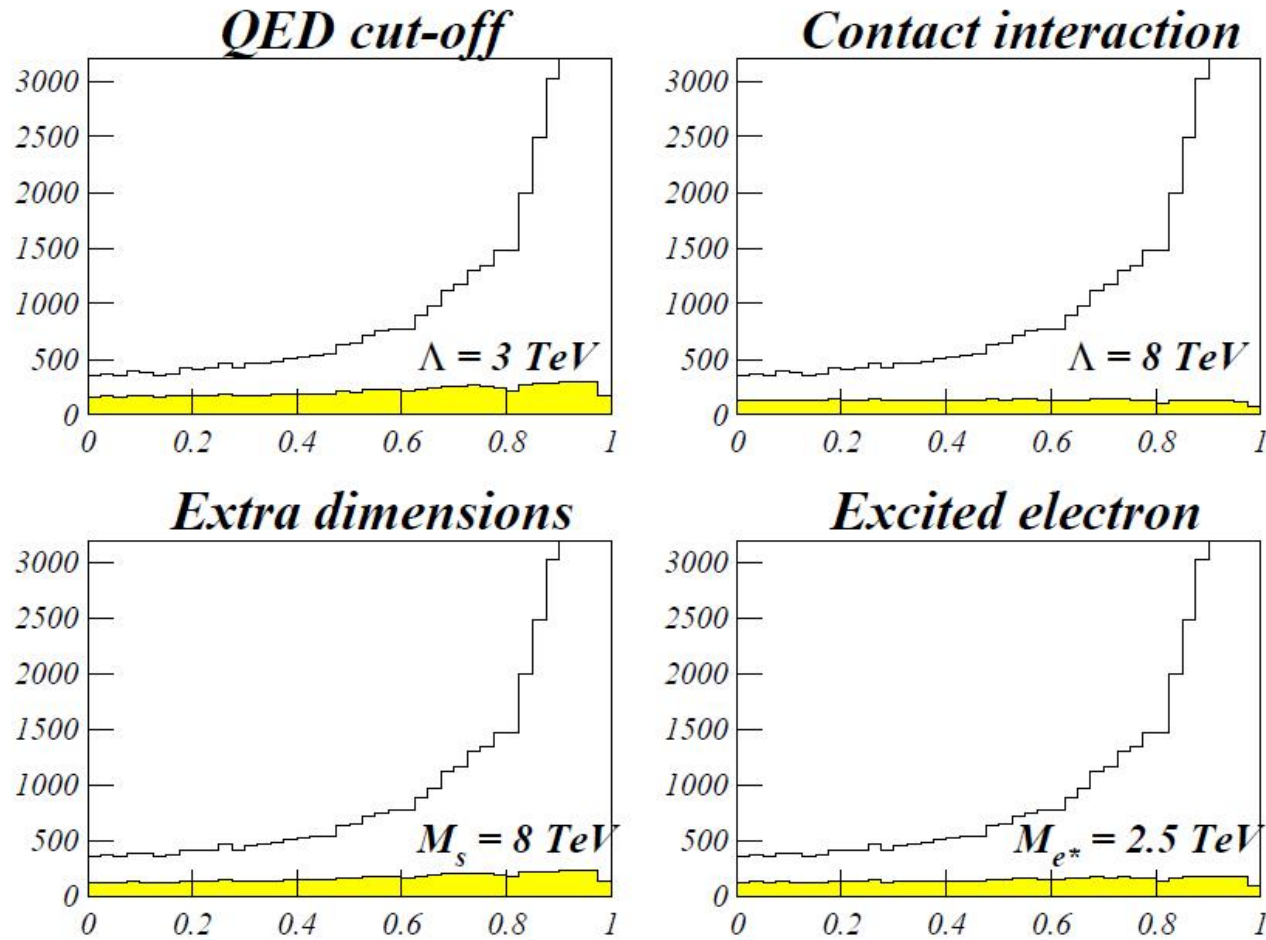 QED cut-off
3000
2500
2000
1500
1000
500
0
Λ = 3 TeV
0 0.2 0.4 0.6 0.8 1
Contact interaction
3000
2500
2000
1500
1000
500
0
Λ = 8 TeV
0 0.2 0.4 0.6 0.8 1
Extra dimensions
3000
2500
2000
1500
1000
500
0
Mₛ = 8 TeV
0 0.2 0.4 0.6 0.8 1
Excited electron
3000
2500
2000
1500
1000
500
0
M_e* = 2.5 TeV
0 0.2 0.4 0.6 0.8 1